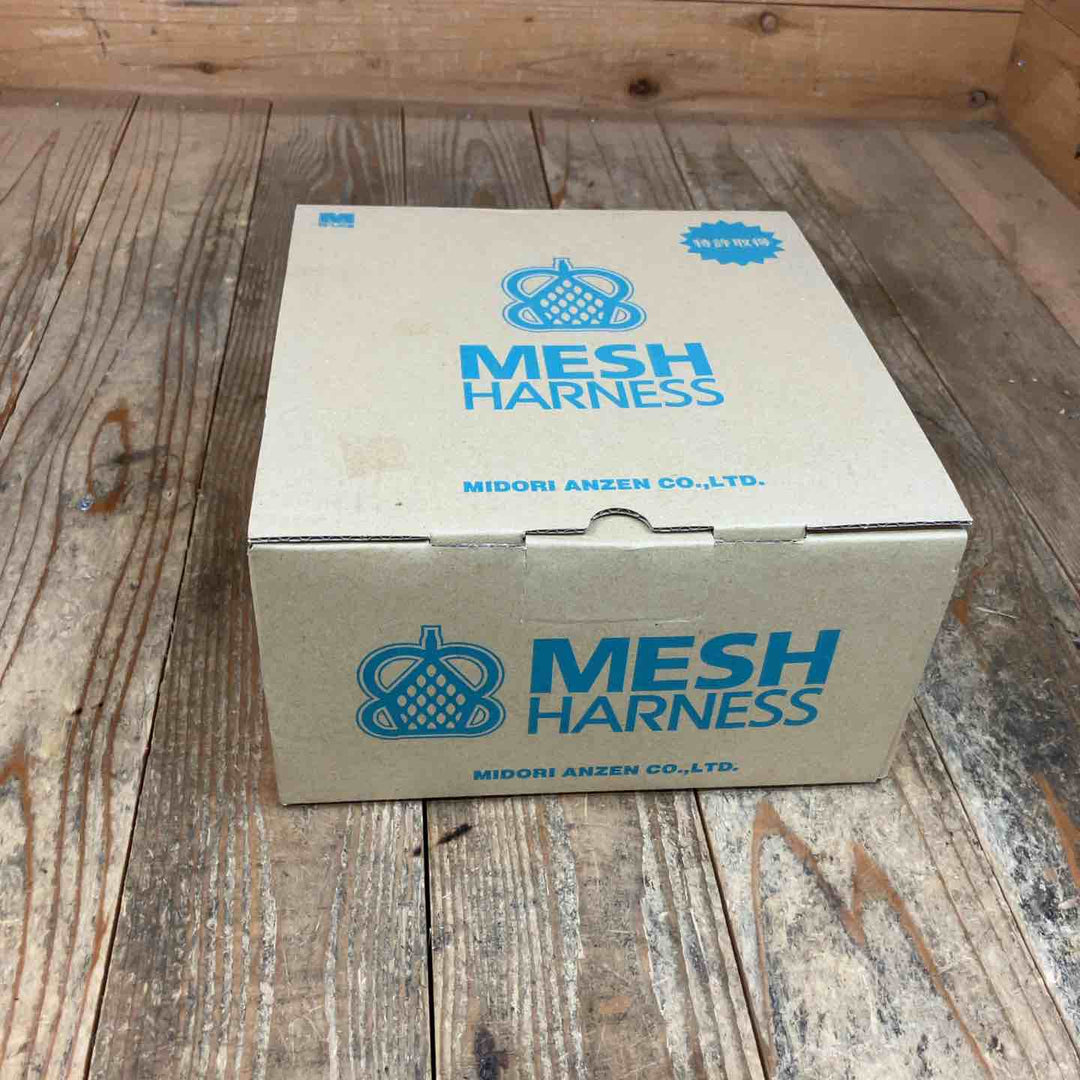 M
特許取得
MESH
HARNESS
MIDORI ANZEN CO.,LTD.
MESH
HARNESS
MIDORI ANZEN CO.,LTD.